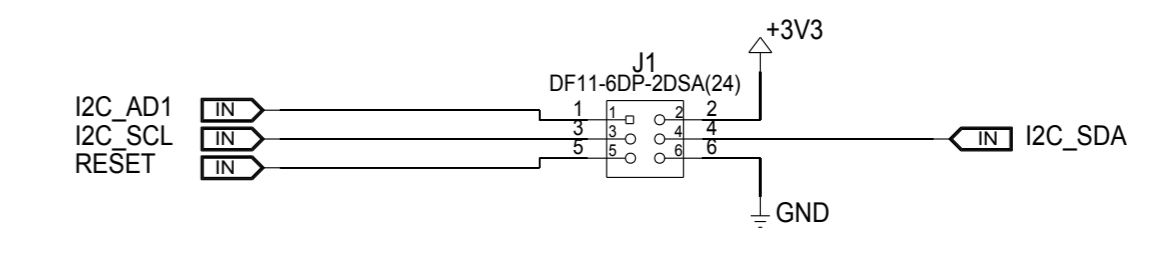 +3V3
J1
DF11-6DP-2DSA(24)
I2C_AD1 IN 1 1 2 2
I2C_SCL IN 3 3 4 4 IN I2C_SDA
RESET IN 5 5 6 6
GND